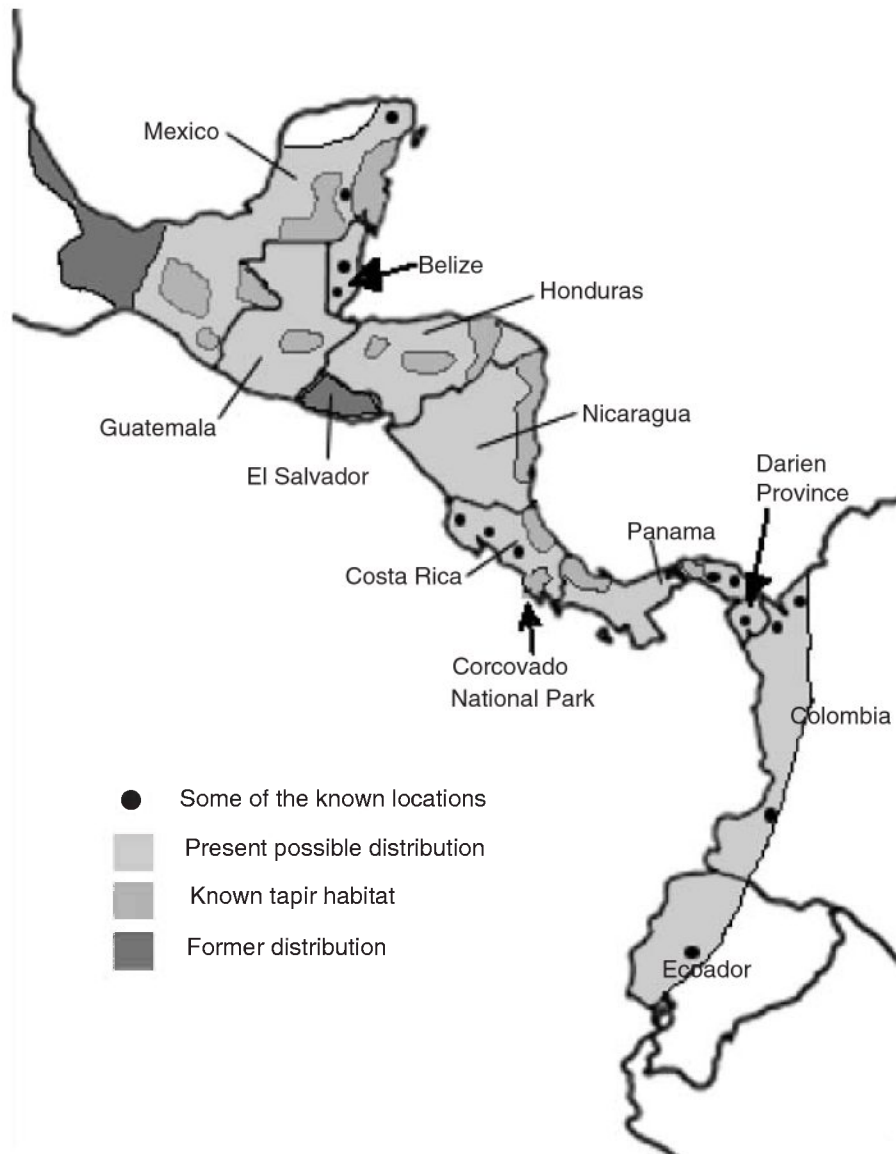 Mexico
Belize
Honduras
Guatemala
Nicaragua
El Salvador
Darien
Province
Panama
Costa Rica
Corcovado
National Park
Colombia
Some of the known locations
Present possible distribution
Known tapir habitat
Former distribution
Ecpador